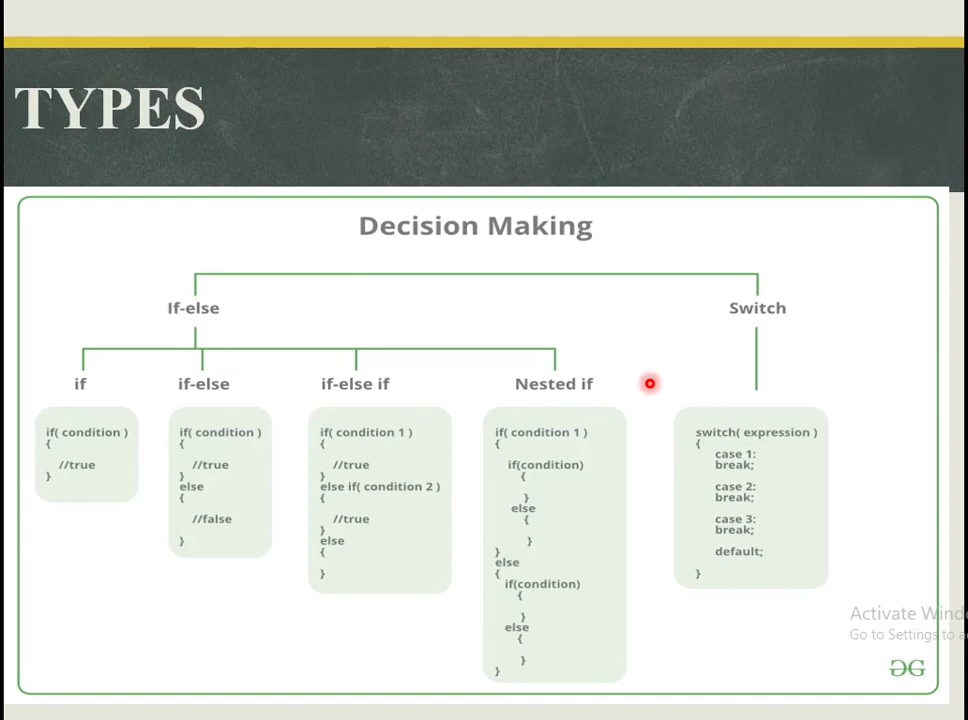 TYPES
Decision Making
If-else
Switch
if
if-else
if-else if
Nested if
if( condition )
{
//true
}
if( condition )
{
//true
}
else
{
//false
}
if( condition 1 )
{
//true
}
else if( condition 2 )
{
//true
}
else
{
}
if( condition 1 )
{
if(condition)
{
}
else
{
}
}
else
{
if(condition)
{
}
else
{
}
}
switch( expression )
{
case 1:
break;
case 2:
break;
case 3:
break;
default;
}
Activate Wind
Go to Settings to a